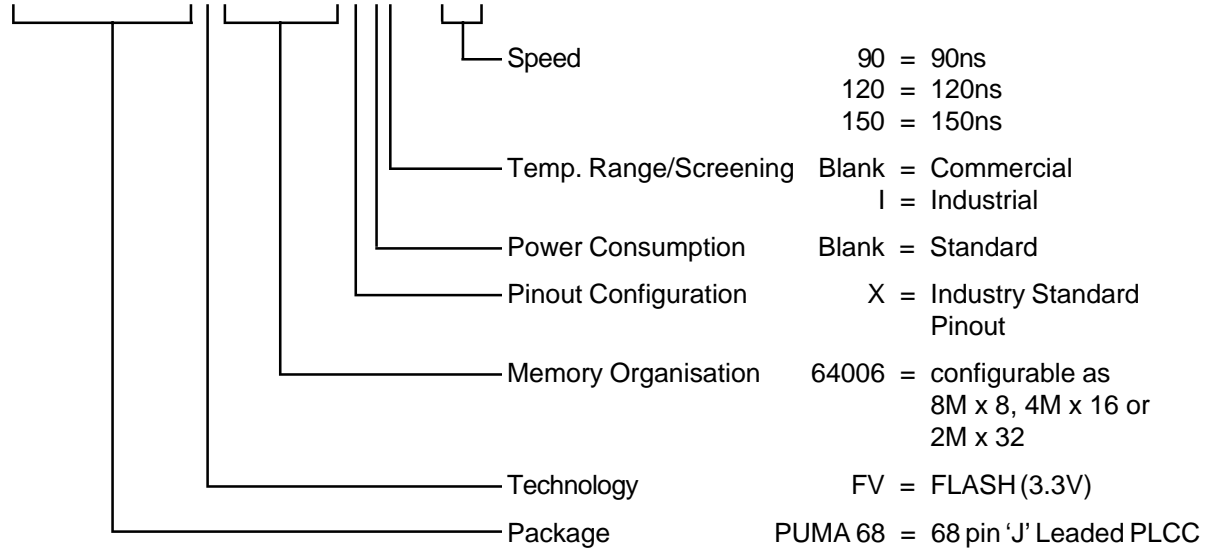 Speed 90 = 90ns
120 = 120ns
150 = 150ns
Temp. Range/Screening Blank = Commercial
I = Industrial
Power Consumption Blank = Standard
Pinout Configuration X = Industry Standard
Pinout
Memory Organisation 64006 = configurable as
8M x 8, 4M x 16 or
2M x 32
Technology FV = FLASH (3.3V)
Package PUMA 68 = 68 pin ‘J’ Leaded PLCC